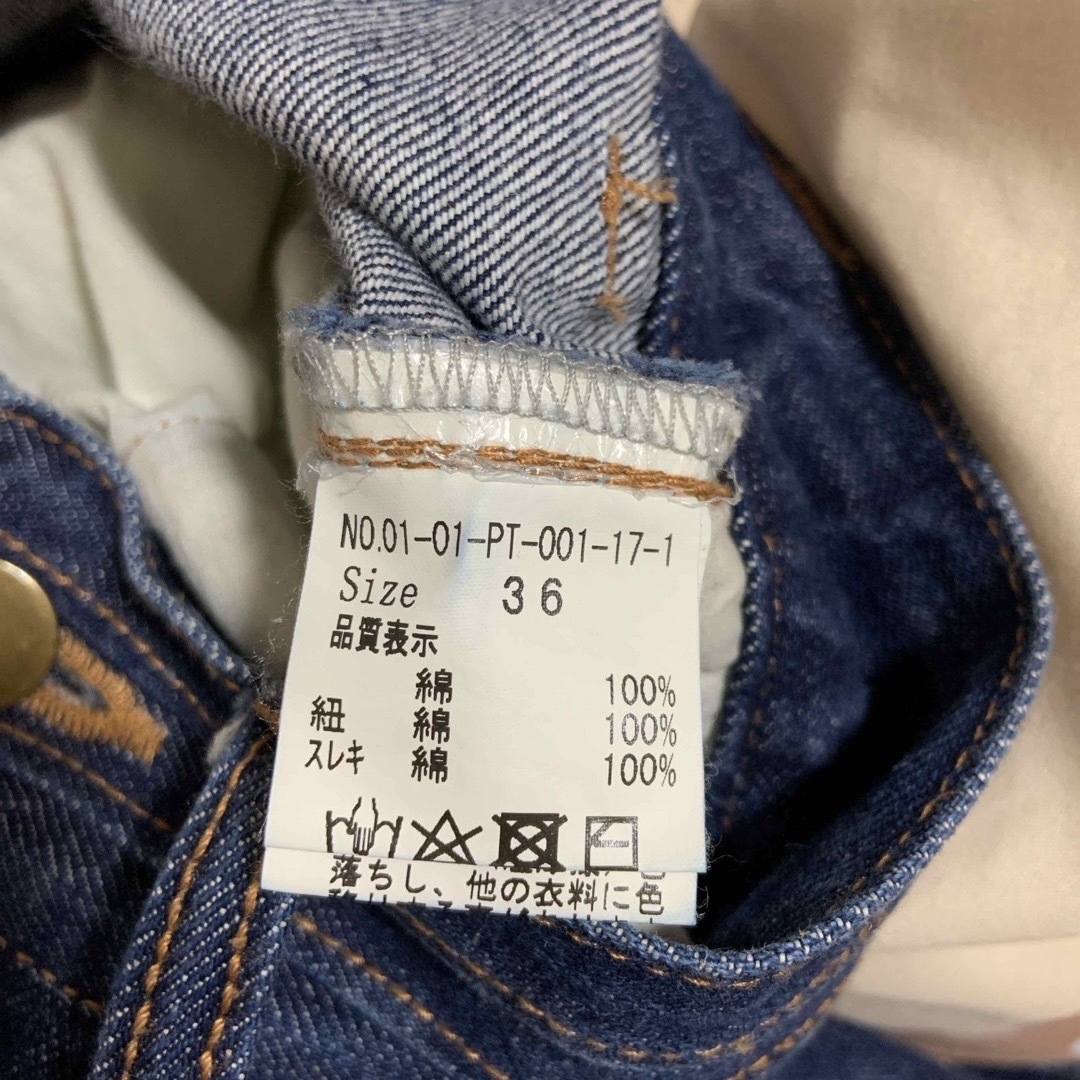 NO.01-01-PT-001-17-1
Size 36
品質表示
綿 100%
紐 綿 100%
スレキ 綿 100%
落ちし、他の衣料に色